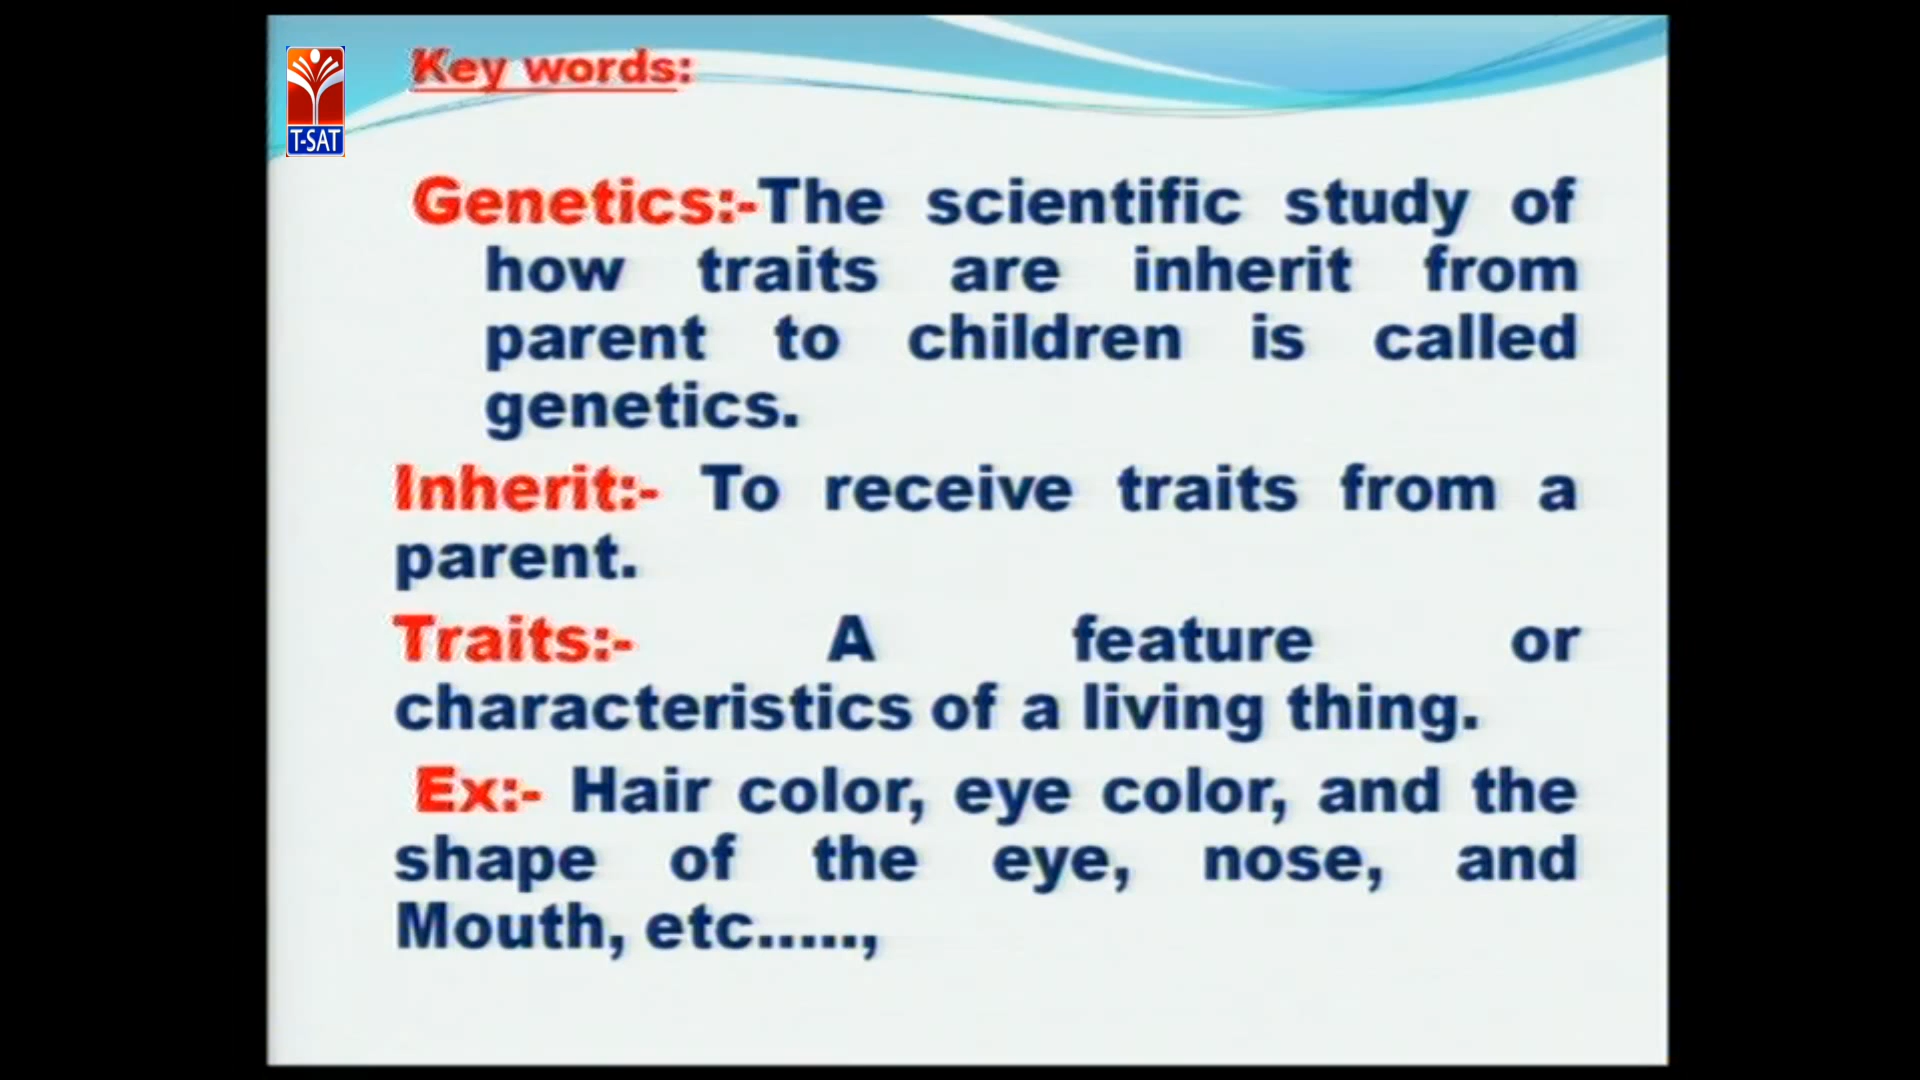 Key words:
T-SAT
Genetics:-The scientific study of
how traits are inherit from
parent to children is called
genetics.
Inherit:- To receive traits from a
parent.
Traits:- A feature or
characteristics of a living thing.
Ex:- Hair color, eye color, and the
shape of the eye, nose, and
Mouth, etc.....,